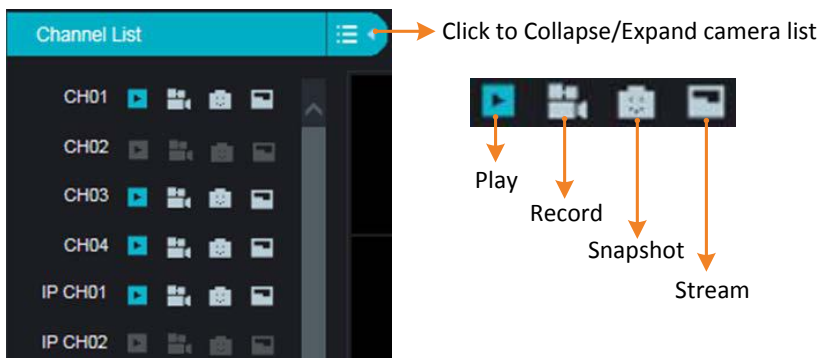 Channel List
Click to Collapse/Expand camera list
CH01
CH02
CH03
CH04
IP CH01
IP CH02
Play
Record
Snapshot
Stream